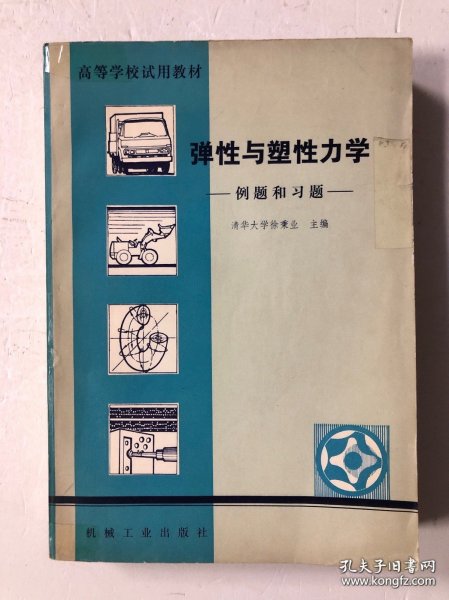 高等学校试用教材
弹性与塑性力学
—例题和习题—
清华大学徐秉业 主编
机械工业出版社
孔夫子旧书网
www.kongfz.com